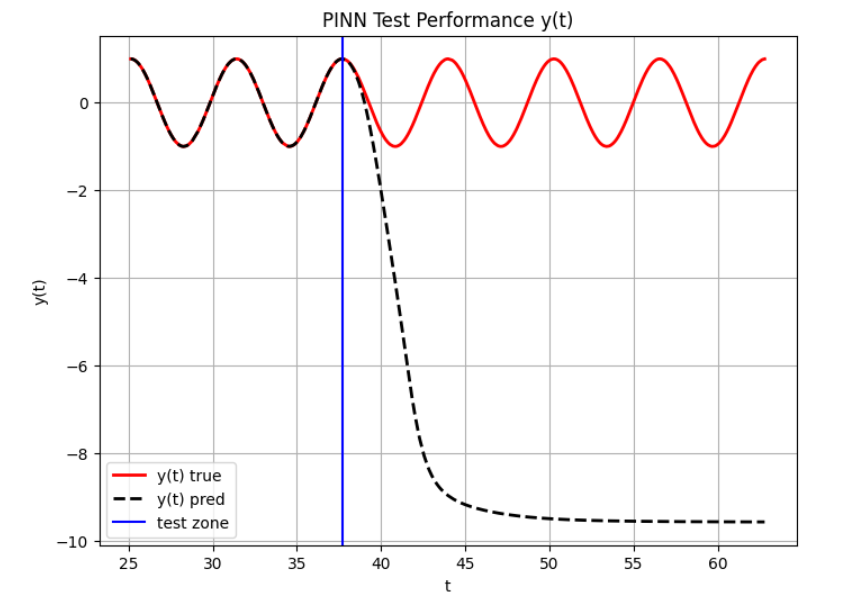 PINN Test Performance y(t)
0
−2
−4
−6
−8
−10
y(t)
y(t) true
y(t) pred
test zone
25 30 35 40 45 50 55 60
t